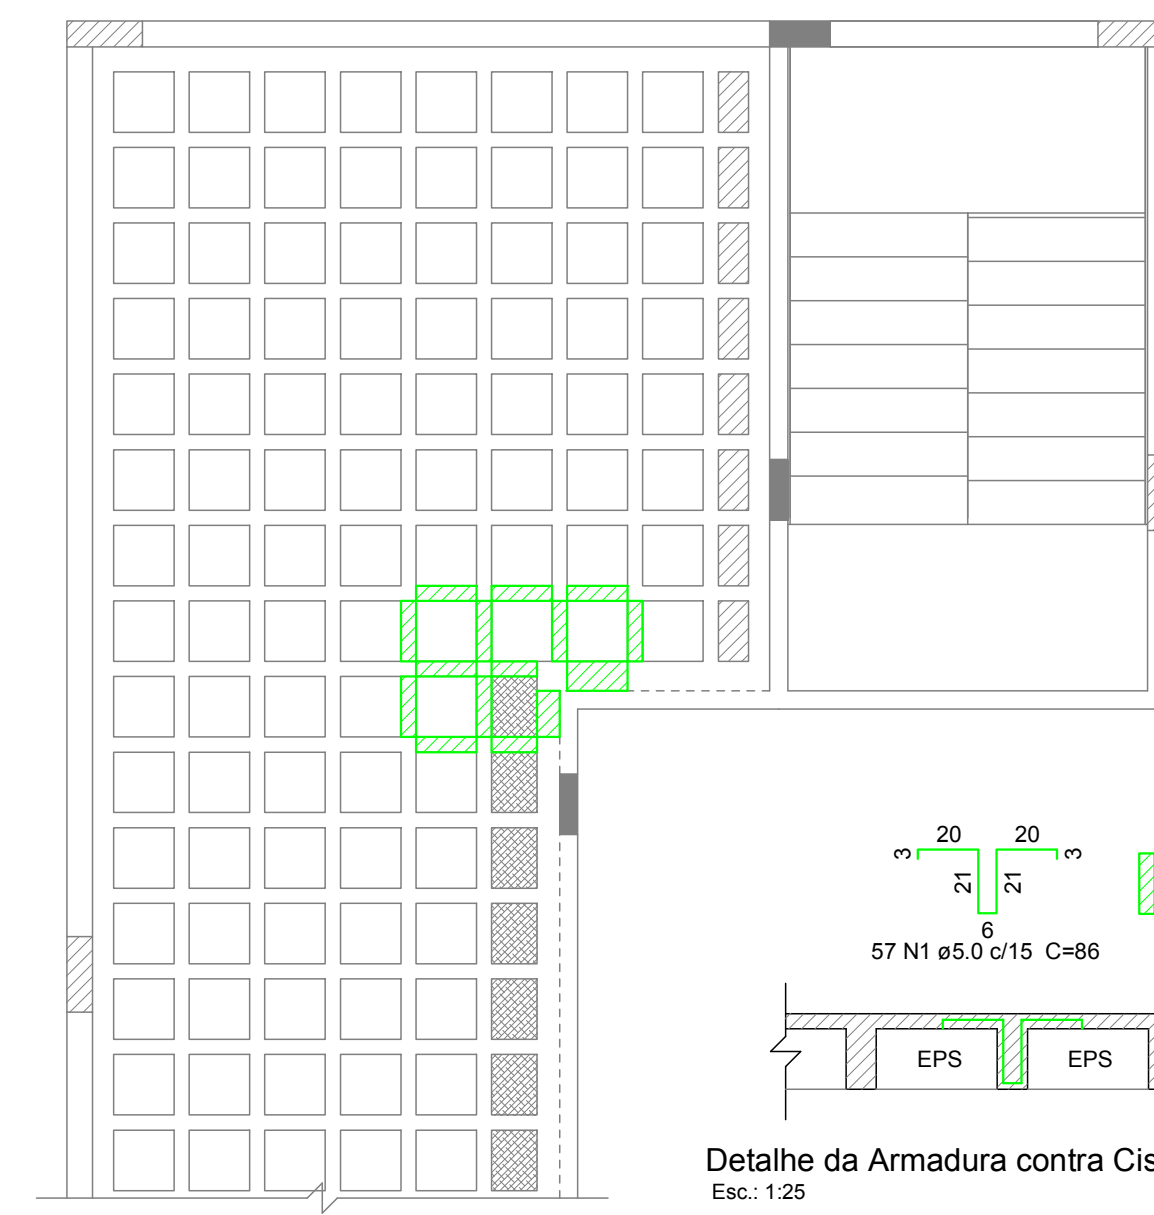 20 20
3 3
21 21
6
57 N1 ø5.0 c/15 C=86
EPS EPS
Detalhe da Armadura contra Cis
Esc.: 1:25